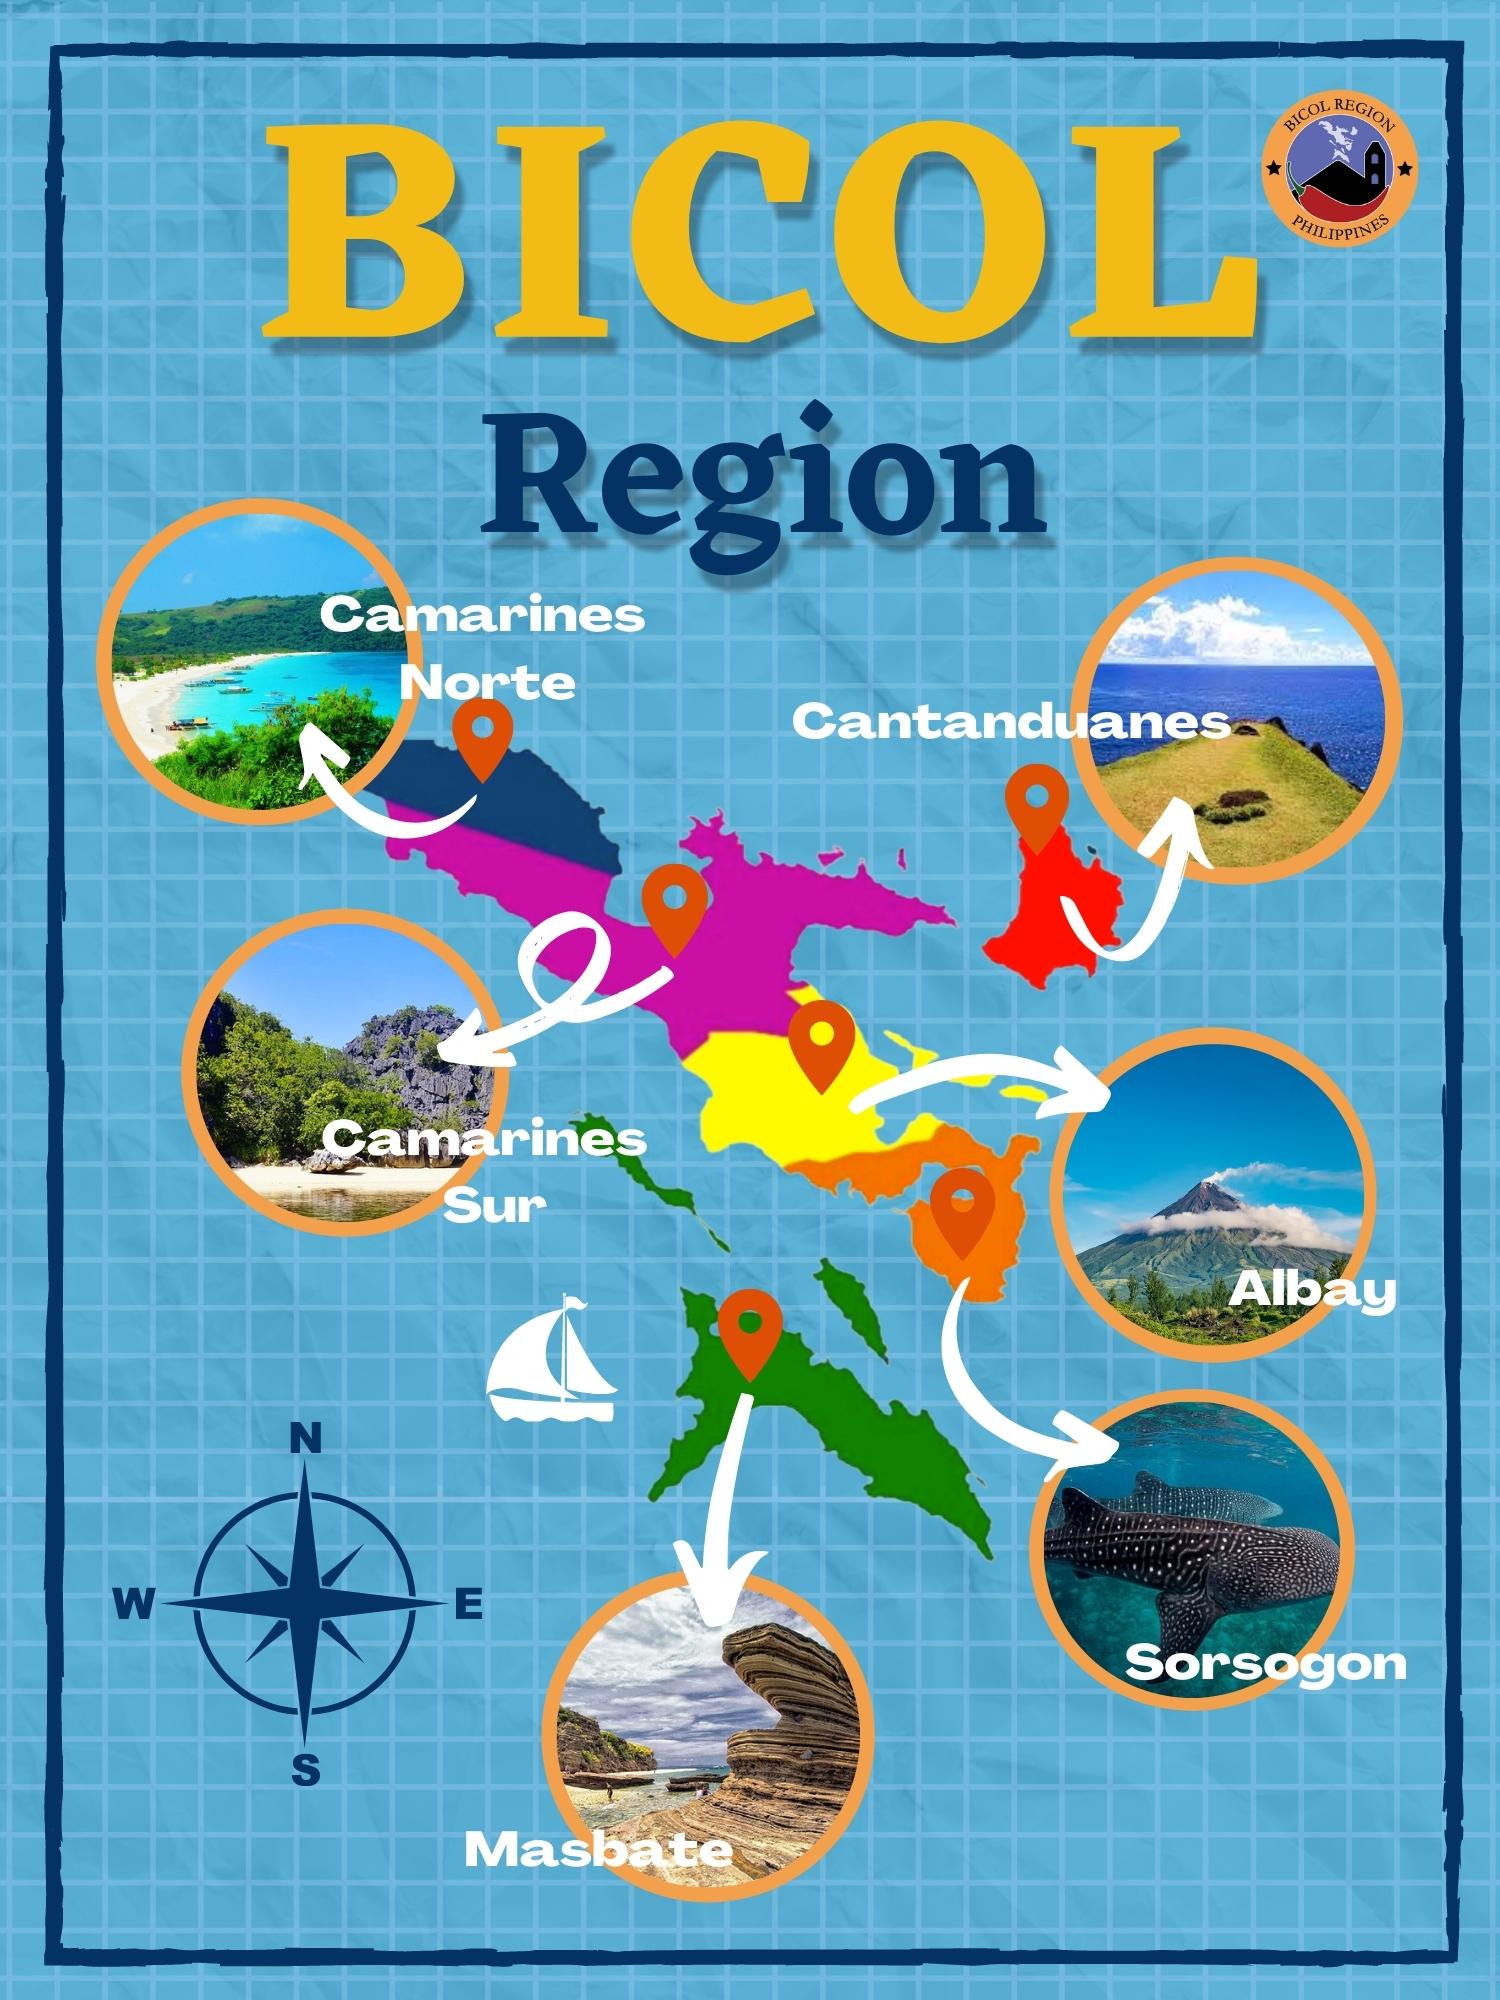 BICOL
BICOL REGION
PHILIPPINES
Region
Camarines
Norte
Cantanduanes
Camarines
Sur
Albay
Sorsogon
Masbate
N
W
E
S